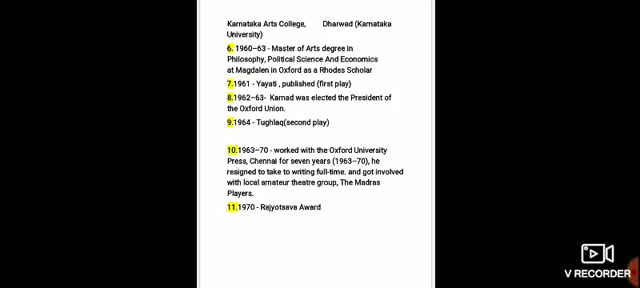 Karnataka Arts College, Dharwad (Karnataka
University)
6. 1960–63 - Master of Arts degree in
Philosophy, Political Science And Economics
at Magdalen in Oxford as a Rhodes Scholar
7.1961 - Yayati , published (first play)
8.1962–63- Karnad was elected the President of
the Oxford Union.
9.1964 - Tughlaq(second play)
10.1963–70 - worked with the Oxford University
Press, Chennai for seven years (1963–70), he
resigned to take to writing full-time. and got involved
with local amateur theatre group, The Madras
Players.
11.1970 - Rajyotsava Award
V RECORDER